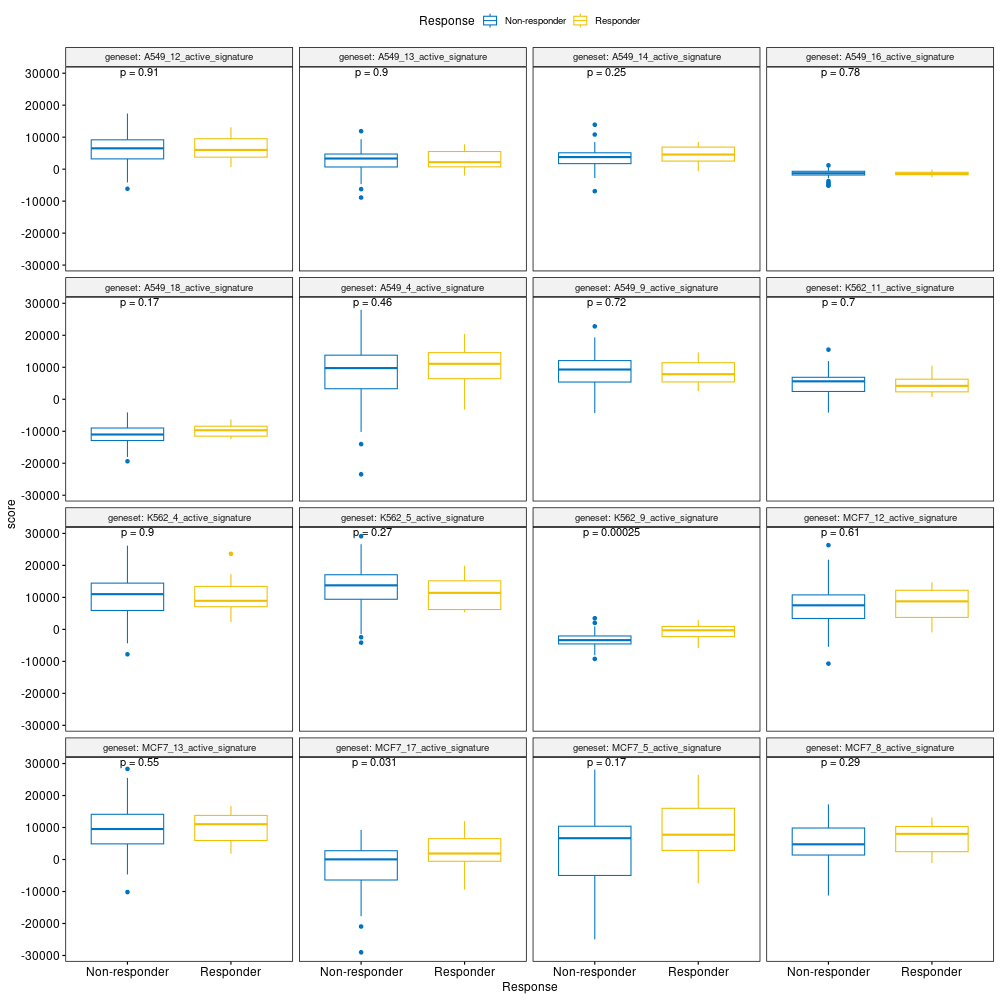 Response Non-responder Responder
geneset: A549_12_active_signature geneset: A549_13_active_signature geneset: A549_14_active_signature geneset: A549_16_active_signature
p = 0.91 p = 0.9 p = 0.25 p = 0.78
30000
20000
10000
0
-10000
-20000
-30000
geneset: A549_18_active_signature geneset: A549_4_active_signature geneset: A549_9_active_signature geneset: K562_11_active_signature
p = 0.17 p = 0.46 p = 0.72 p = 0.7
30000
20000
10000
0
-10000
-20000
-30000
score
geneset: K562_4_active_signature geneset: K562_5_active_signature geneset: K562_9_active_signature geneset: MCF7_12_active_signature
p = 0.9 p = 0.27 p = 0.00025 p = 0.61
30000
20000
10000
0
-10000
-20000
-30000
geneset: MCF7_13_active_signature geneset: MCF7_17_active_signature geneset: MCF7_5_active_signature geneset: MCF7_8_active_signature
p = 0.55 p = 0.031 p = 0.17 p = 0.29
30000
20000
10000
0
-10000
-20000
-30000
Non-responder Responder Non-responder Responder Non-responder Responder Non-responder Responder
Response